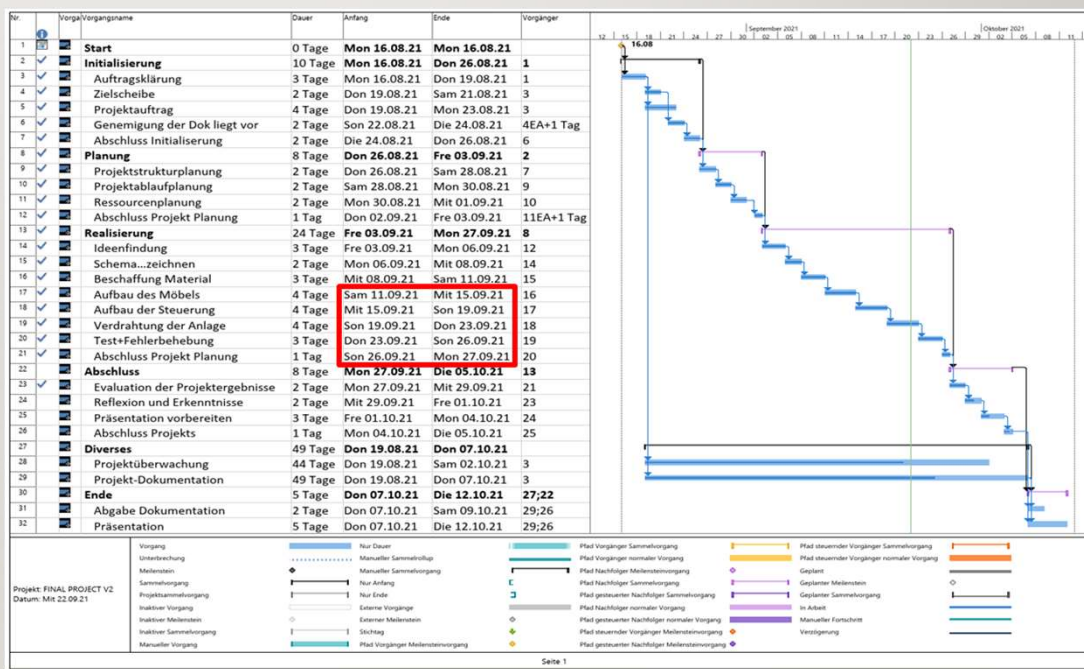 Nr. Vorga Vorgangsname Dauer Anfang Ende Vorgänger
September 2021 Oktober 2021
12 15 18 21 24 27 30 02 05 08 11 14 17 20 23 26 29 02 05 08 11
1 Start 0 Tage Mon 16.08.21 Mon 16.08.21 16.08
2 Initialisierung 10 Tage Mon 16.08.21 Don 26.08.21 1
3 Auftragsklärung 3 Tage Mon 16.08.21 Don 19.08.21 1
4 Zielscheibe 2 Tage Don 19.08.21 Sam 21.08.21 3
5 Projektauftrag 4 Tage Don 19.08.21 Mon 23.08.21 3
6 Genemigung der Dok liegt vor 2 Tage Son 22.08.21 Die 24.08.21 4EA+1 Tag
7 Abschluss Initialiserung 2 Tage Die 24.08.21 Don 26.08.21 6
8 Planung 8 Tage Don 26.08.21 Fre 03.09.21 2
9 Projektstrukturplanung 2 Tage Don 26.08.21 Sam 28.08.21 7
10 Projektablaufplanung 2 Tage Sam 28.08.21 Mon 30.08.21 9
11 Ressourcenplanung 2 Tage Mon 30.08.21 Mit 01.09.21 10
12 Abschluss Projekt Planung 1 Tag Don 02.09.21 Fre 03.09.21 11EA+1 Tag
13 Realisierung 24 Tage Fre 03.09.21 Mon 27.09.21 8
14 Ideenfindung 3 Tage Fre 03.09.21 Mon 06.09.21 12
15 Schema...zeichnen 2 Tage Mon 06.09.21 Mit 08.09.21 14
16 Beschaffung Material 3 Tage Mit 08.09.21 Sam 11.09.21 15
17 Aufbau des Möbels 4 Tage Sam 11.09.21 Mit 15.09.21 16
18 Aufbau der Steuerung 4 Tage Mit 15.09.21 Son 19.09.21 17
19 Verdrahtung der Anlage 4 Tage Son 19.09.21 Don 23.09.21 18
20 Test+Fehlerbehebung 3 Tage Don 23.09.21 Son 26.09.21 19
21 Abschluss Projekt Planung 1 Tag Son 26.09.21 Mon 27.09.21 20
22 Abschluss 8 Tage Mon 27.09.21 Die 05.10.21 13
23 Evaluation der Projektergebnisse 2 Tage Mon 27.09.21 Mit 29.09.21 21
24 Reflexion und Erkenntnisse 2 Tage Mit 29.09.21 Fre 01.10.21 23
25 Präsentation vorbereiten 3 Tage Fre 01.10.21 Mon 04.10.21 24
26 Abschluss Projekts 1 Tag Mon 04.10.21 Die 05.10.21 25
27 Diverses 49 Tage Don 19.08.21 Don 07.10.21
28 Projektüberwachung 44 Tage Don 19.08.21 Sam 02.10.21 3
29 Projekt-Dokumentation 49 Tage Don 19.08.21 Don 07.10.21 3
30 Ende 5 Tage Don 07.10.21 Die 12.10.21 27;22
31 Abgabe Dokumentation 2 Tage Don 07.10.21 Sam 09.10.21 29;26
32 Präsentation 5 Tage Don 07.10.21 Die 12.10.21 29;26
Projekt: FINAL PROJECT V2
Datum: Mit 22.09.21
Vorgang Nur Dauer Pfad Vorgänger Sammelvorgang Pfad steuernder Vorgänger Sammelvorgang
Unterbrechung Manueller Sammelrollup Pfad Vorgänger normaler Vorgang Pfad steuernder Vorgänger normaler Vorgang
Meilenstein Manueller Sammelvorgang Pfad Nachfolger Meilensteinvorgang Geplant
Sammelvorgang Nur Anfang Pfad Nachfolger Sammelvorgang Geplanter Meilenstein
Projektsammelvorgang Nur Ende Pfad gesteuerter Nachfolger Sammelvorgang Geplanter Sammelvorgang
Inaktiver Vorgang Externe Vorgänge Pfad Nachfolger normaler Vorgang In Arbeit
Inaktiver Meilenstein Externer Meilenstein Pfad gesteuerter Nachfolger normaler Vorgang Manueller Fortschritt
Inaktiver Sammelvorgang Stichtag Pfad steuernder Vorgänger Meilensteinvorgang Verzögerung
Manueller Vorgang Pfad Vorgänger Meilensteinvorgang Pfad gesteuerter Nachfolger Meilensteinvorgang
Seite 1